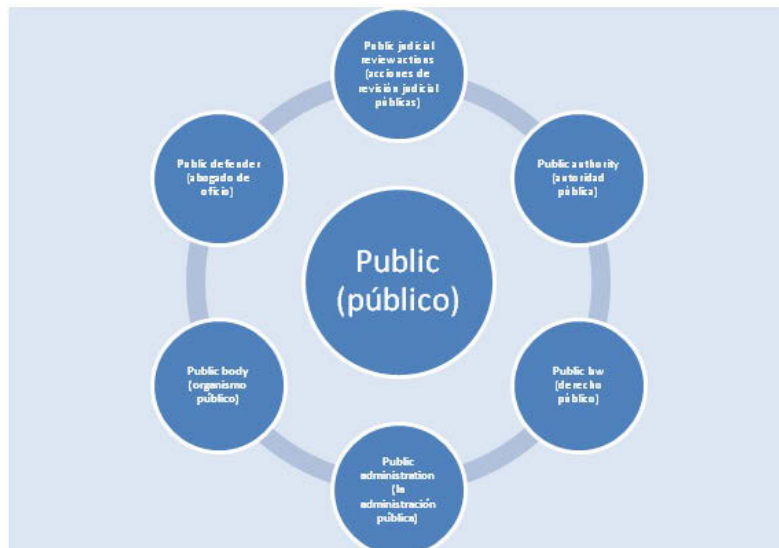 Public judicial
review actions
(acciones de
revisión judicial
públicas)
Public authority
(autoridad
pública)
Public law
(derecho
público)
Public
administration
(la
administración
pública)
Public body
(organismo
público)
Public defender
(abogado de
oficio)
Public
(público)